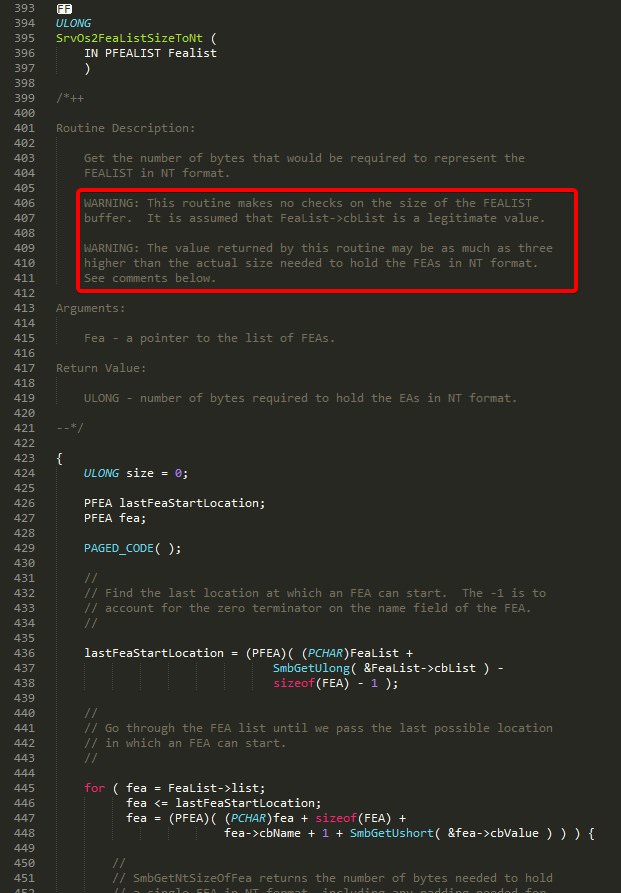 393 FF
394 ULONG
395 SrvOs2FeaListSizeToNt (
396     IN PFEALIST Fealist
397     )
398
399 /*++
400
401 Routine Description:
402
403     Get the number of bytes that would be required to represent the
404     FEALIST in NT format.
405
406     WARNING: This routine makes no checks on the size of the FEALIST
407     buffer.  It is assumed that FeaList->cbList is a legitimate value.
408
409     WARNING: The value returned by this routine may be as much as three
410     higher than the actual size needed to hold the FEAs in NT format.
411     See comments below.
412
413 Arguments:
414
415     Fea - a pointer to the list of FEAs.
416
417 Return Value:
418
419     ULONG - number of bytes required to hold the EAs in NT format.
420
421 --*/
422
423 {
424     ULONG size = 0;
425
426     PFEA lastFeaStartLocation;
427     PFEA fea;
428
429     PAGED_CODE( );
430
431     //
432     // Find the last location at which an FEA can start.  The -1 is to
433     // account for the zero terminator on the name field of the FEA.
434     //
435
436     lastFeaStartLocation = (PFEA)( (PCHAR)FeaList +
437                                SmbGetUlong( &FeaList->cbList ) -
438                                sizeof(FEA) - 1 );
439
440     //
441     // Go through the FEA list until we pass the last possible location
442     // in which an FEA can start.
443     //
444
445     for ( fea = FeaList->list;
446           fea <= lastFeaStartLocation;
447           fea = (PFEA)( (PCHAR)fea + sizeof(FEA) +
448                         fea->cbName + 1 + SmbGetUshort( &fea->cbValue ) ) ) {
449
450         //
451         // SmbGetNtSizeOfFea returns the number of bytes needed to hold
452         // a single FEA in NT format, including any padding needed for